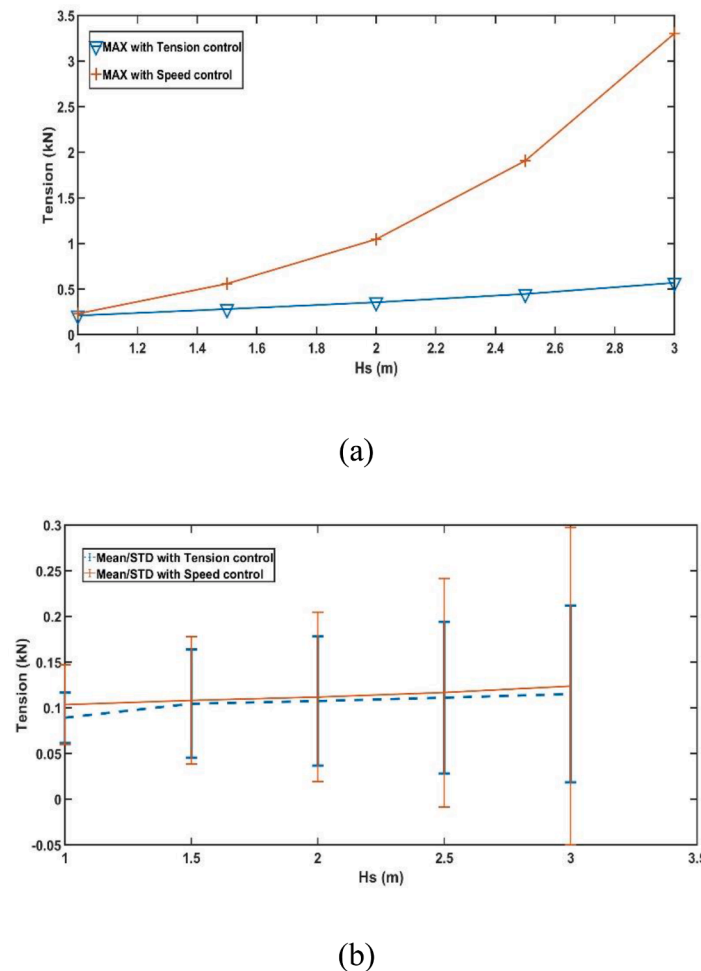 3.5
MAX with Tension control
3
MAX with Speed control
2.5
2
Tension (kN)
1.5
1
0.5
0
1 1.2 1.4 1.6 1.8 2 2.2 2.4 2.6 2.8 3
Hs (m)
(a)
0.3
Mean/STD with Tension control
0.25
Mean/STD with Speed control
0.2
0.15
Tension (kN)
0.1
0.05
0
-0.05
1 1.5 2 2.5 3 3.5
Hs (m)
(b)